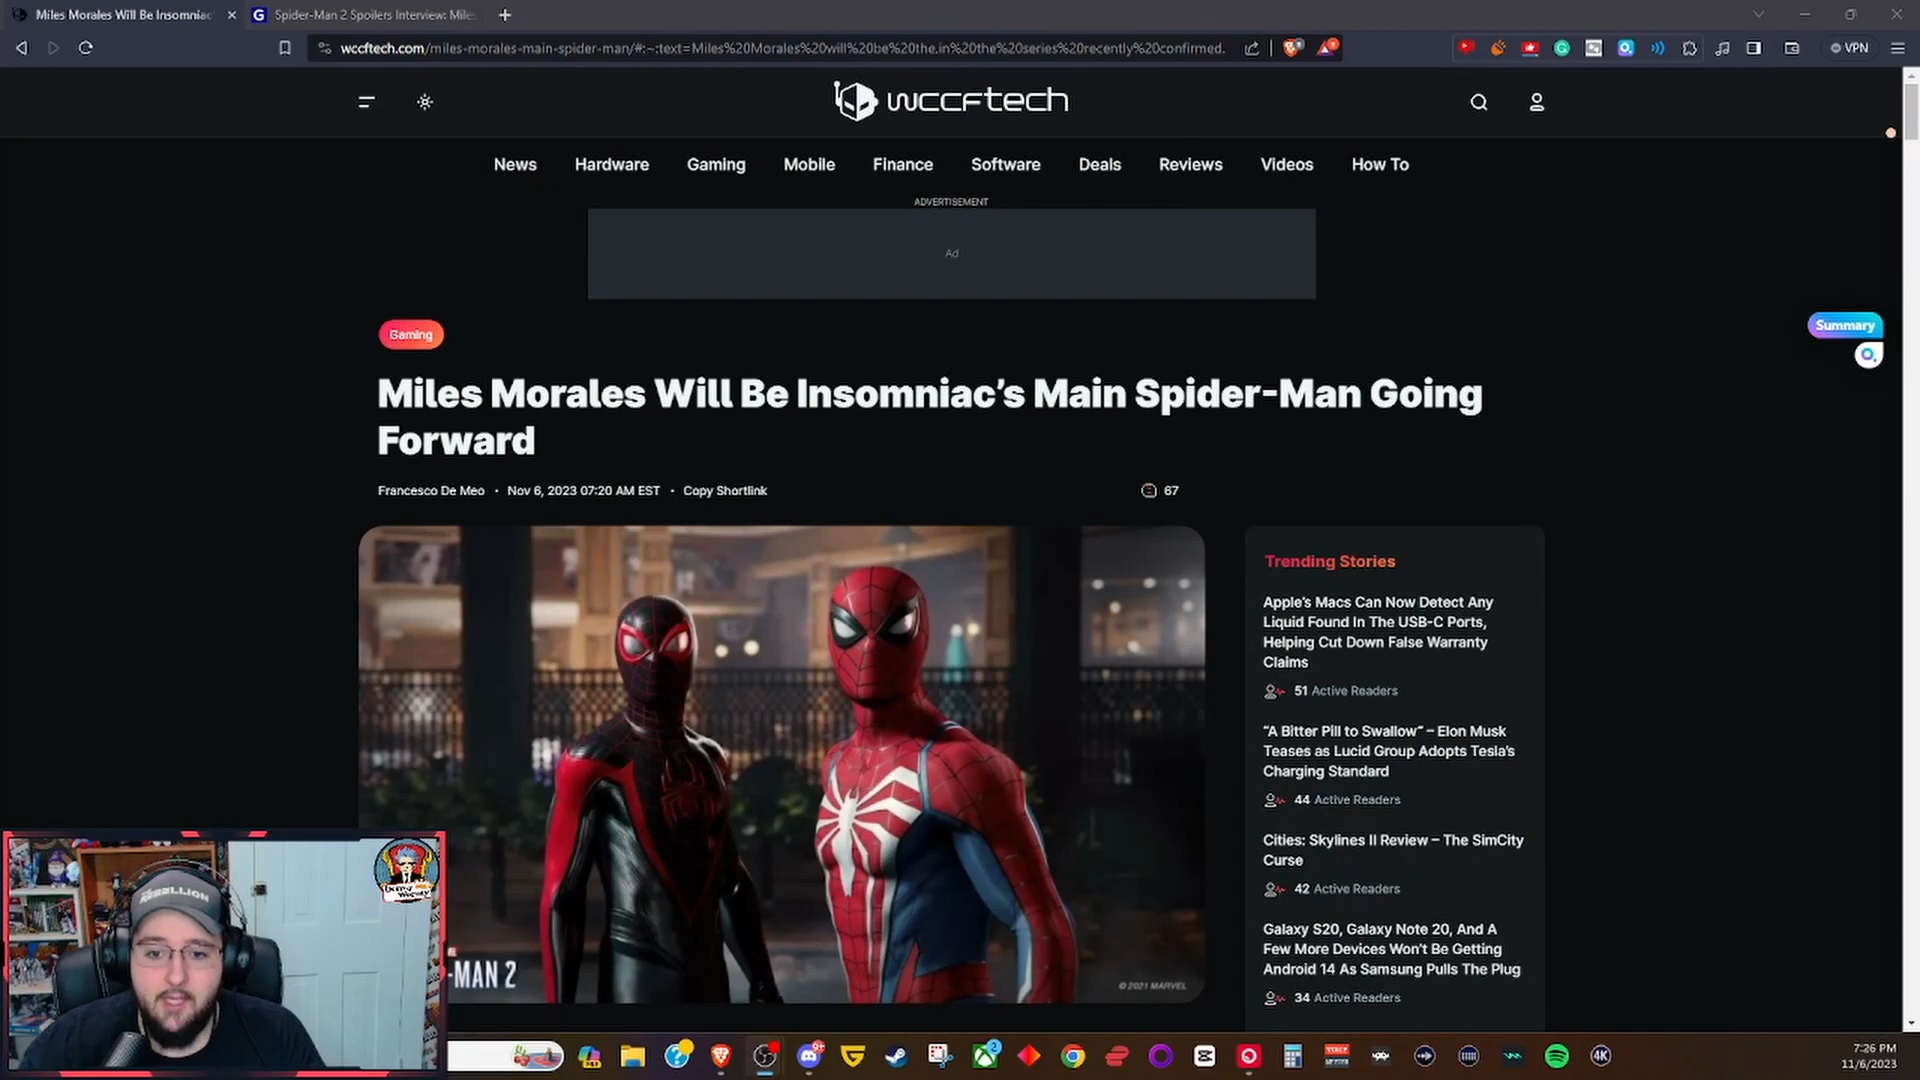 Miles Morales Will Be Insomniac
Spider-Man 2 Spoilers Interview: Miles
wccftech.com/miles-morales-main-spider-man/#:~:text=Miles%20Morales%20will%20be%20the.in%20the%20series%20recently%20confirmed.
VPN
wccftech
News Hardware Gaming Mobile Finance Software Deals Reviews Videos How To
ADVERTISEMENT
Ad
Gaming
Summary
Miles Morales Will Be Insomniac’s Main Spider-Man Going
Forward
Francesco De Meo • Nov 6, 2023 07:20 AM EST • Copy Shortlink
67
-MAN 2
© 2021 MARVEL
Trending Stories
Apple’s Macs Can Now Detect Any
Liquid Found In The USB-C Ports,
Helping Cut Down False Warranty
Claims
51 Active Readers
“A Bitter Pill to Swallow” – Elon Musk
Teases as Lucid Group Adopts Tesla’s
Charging Standard
44 Active Readers
Cities: Skylines II Review – The SimCity
Curse
42 Active Readers
Galaxy S20, Galaxy Note 20, And A
Few More Devices Won’t Be Getting
Android 14 As Samsung Pulls The Plug
34 Active Readers
REBELLION
4K
7:26 PM
11/6/2023